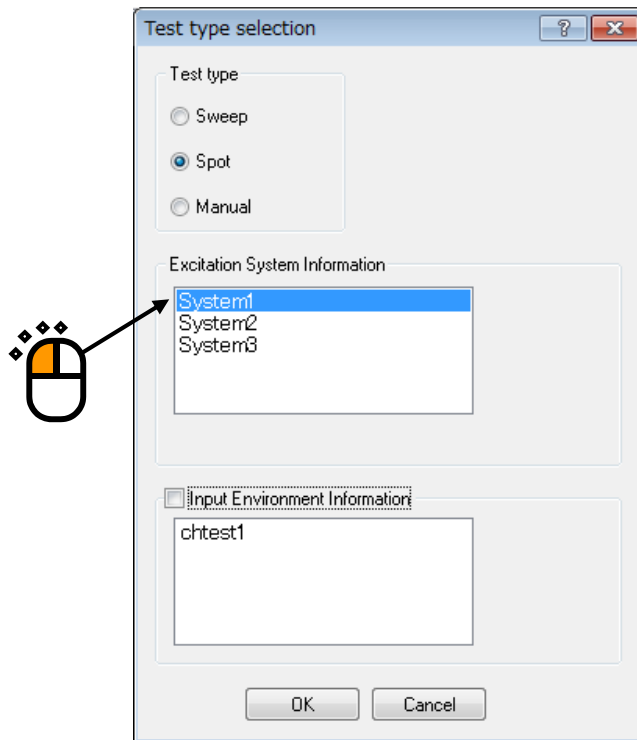 Test type selection
Test type
Sweep
Spot
Manual
Excitation System Information
System1
System2
System3
Input Environment Information
chtest1
OK Cancel